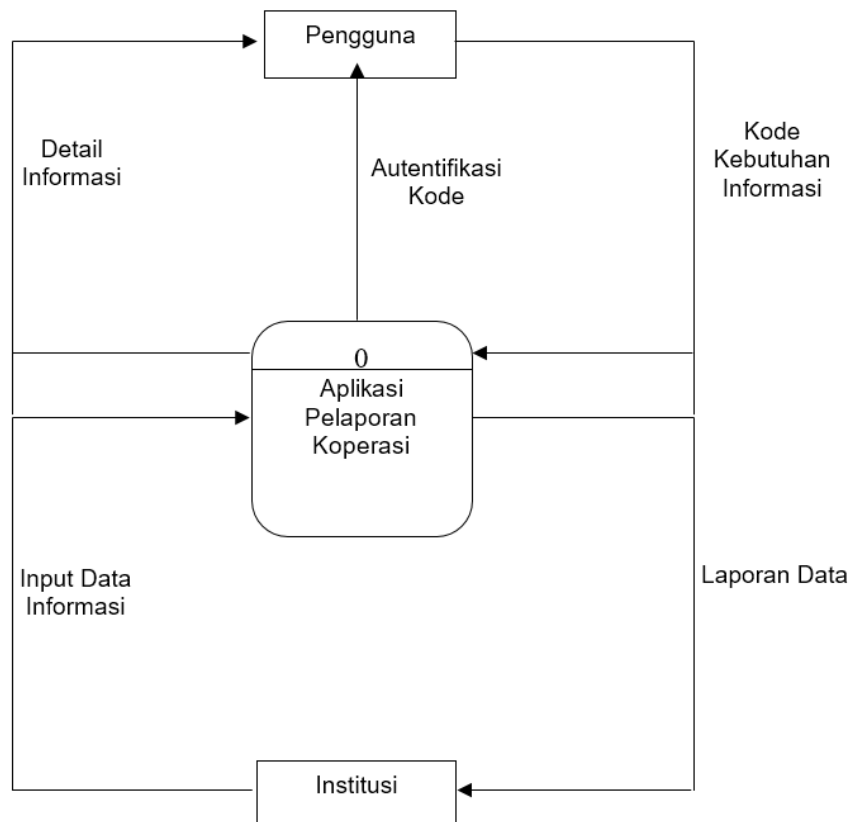 Pengguna
Detail
Informasi
Autentifikasi
Kode
Kode
Kebutuhan
Informasi
0
Aplikasi
Pelaporan
Koperasi
Input Data
Informasi
Laporan Data
Institusi